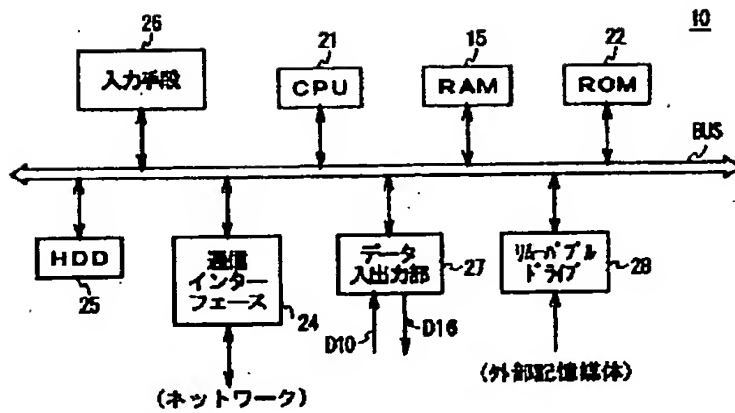 26
入力手段
21
CPU
15
RAM
22
ROM
10
BUS
HDD
25
通信
インター
フェース
24
データ
入出力部
27
D10
D16
リムーバブル
ドライブ
28
(ネットワーク)
(外部記憶媒体)